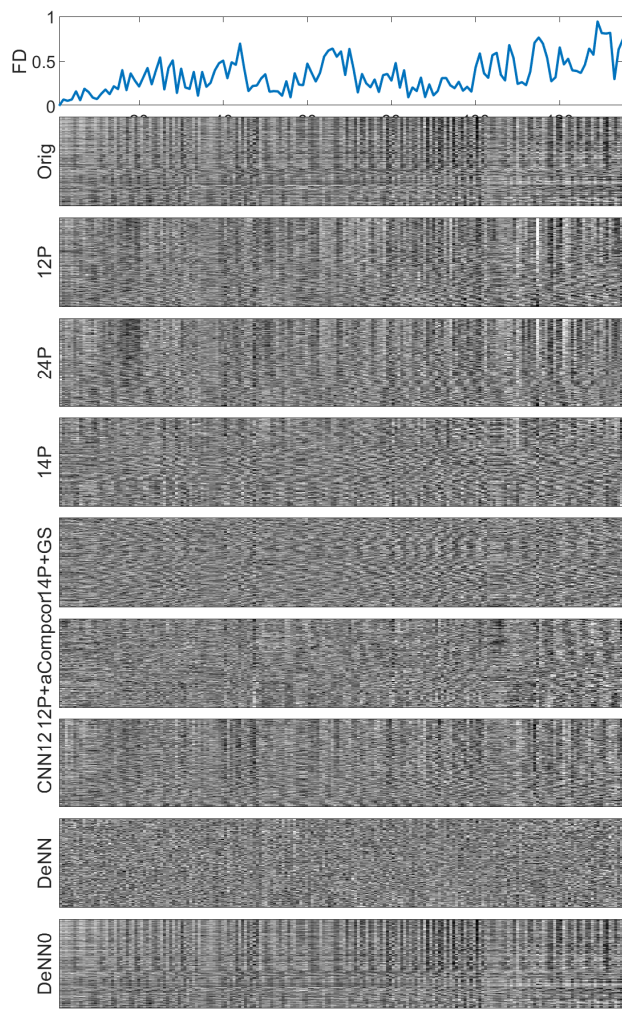 1
0.5
0
FD
Orig
12P
24P
14P
14P+GS
12P+aCompcor
CNN12
DeNN
DeNN0